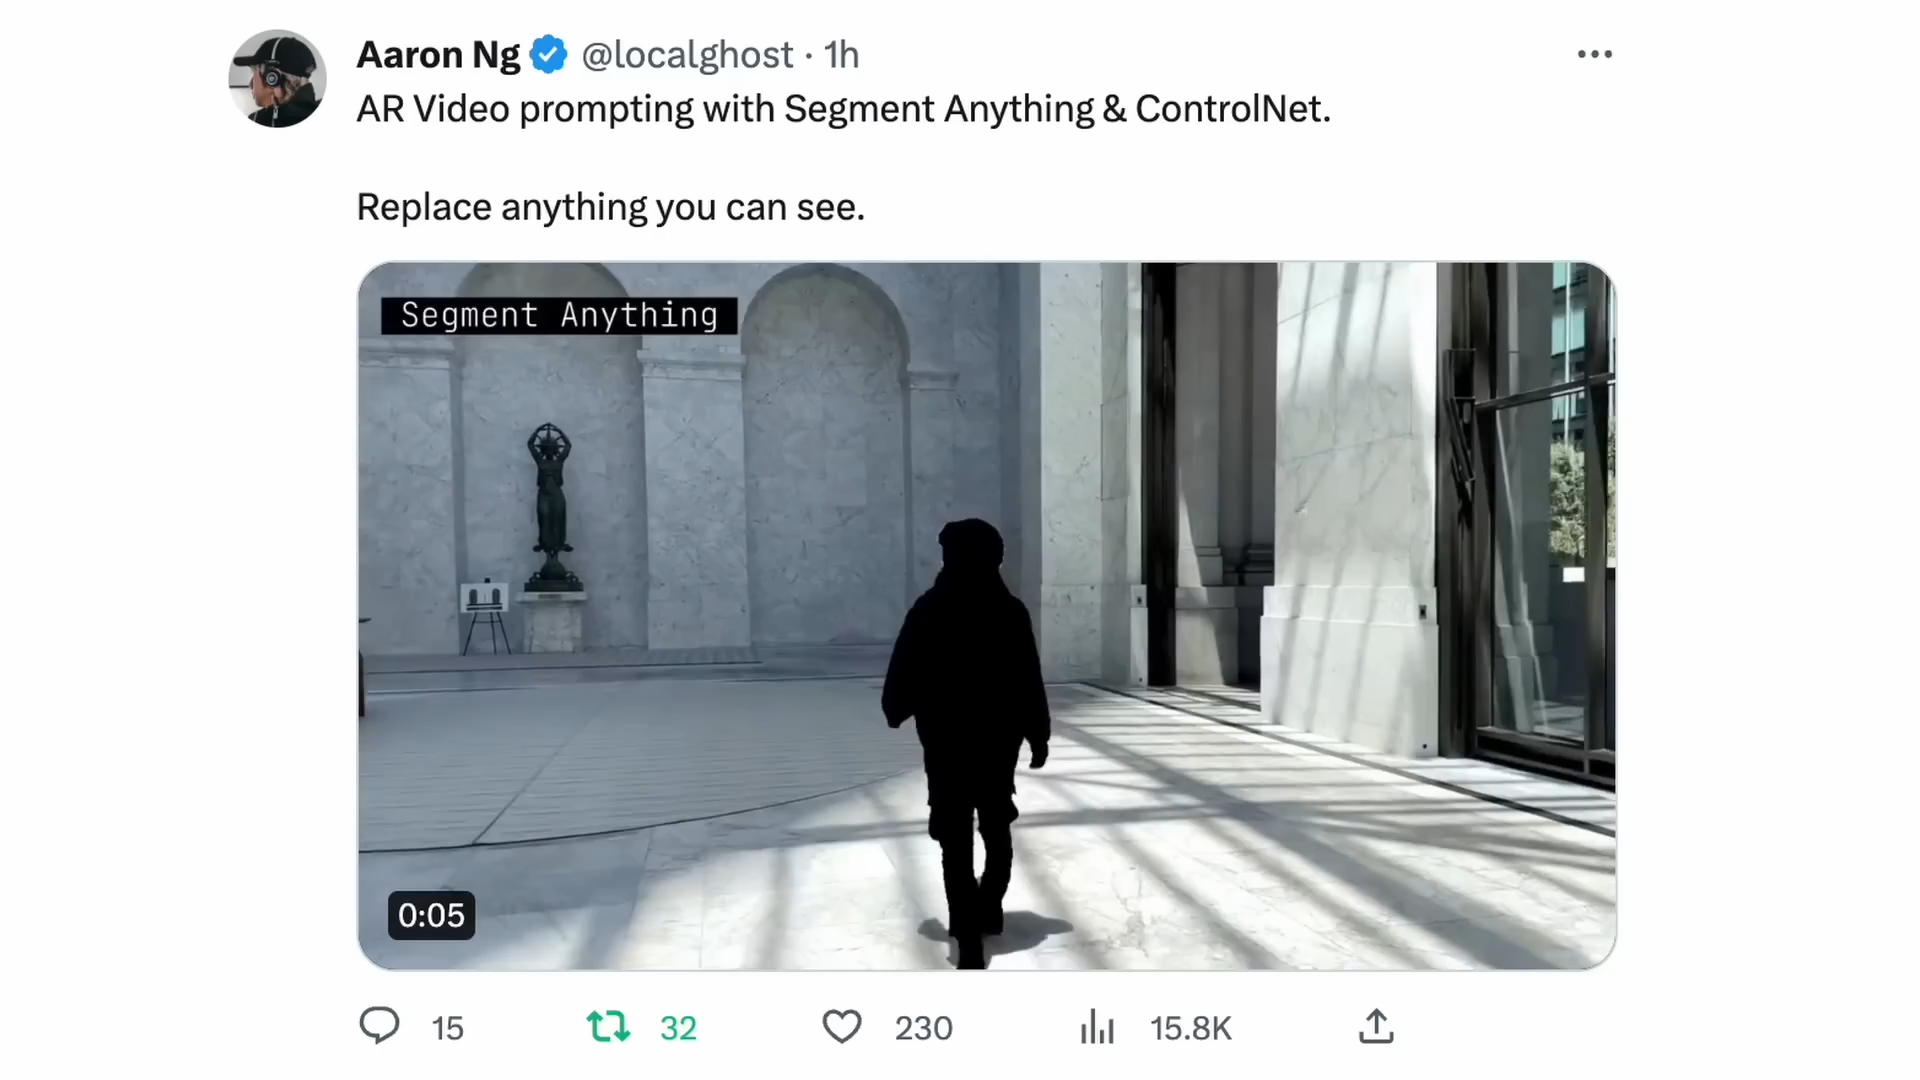 Aaron Ng @localghost · 1h
AR Video prompting with Segment Anything & ControlNet.
Replace anything you can see.
Segment Anything
0:05
15 32 230 15.8K